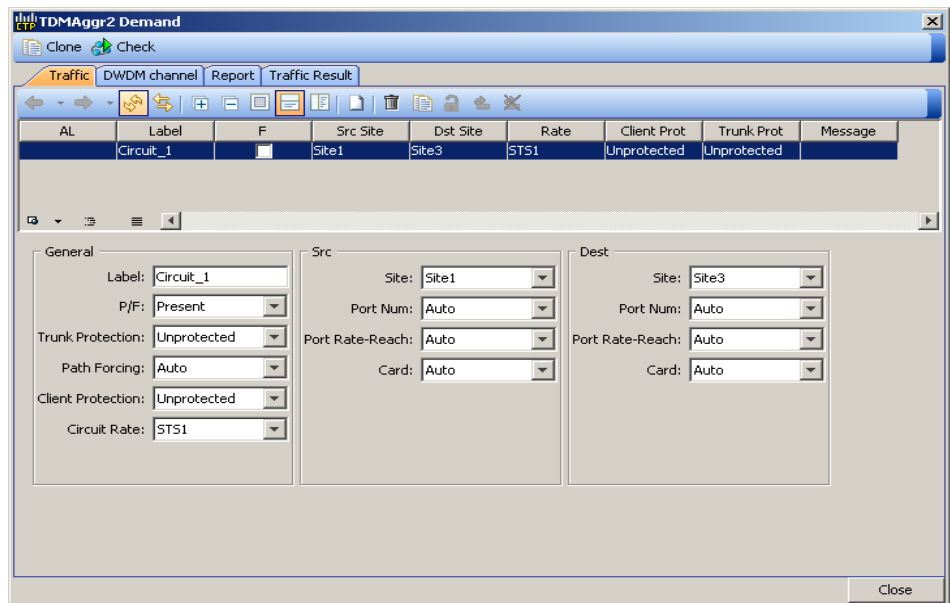 CTP TDMAggr2 Demand
Clone Check
Traffic DWDM channel Report Traffic Result
AL Label F Src Site Dst Site Rate Client Prot Trunk Prot Message
Circuit_1 Site1 Site3 STS1 Unprotected Unprotected
General
Label: Circuit_1
P/F: Present
Trunk Protection: Unprotected
Path Forcing: Auto
Client Protection: Unprotected
Circuit Rate: STS1
Src
Site: Site1
Port Num: Auto
Port Rate-Reach: Auto
Card: Auto
Dest
Site: Site3
Port Num: Auto
Port Rate-Reach: Auto
Card: Auto
Close